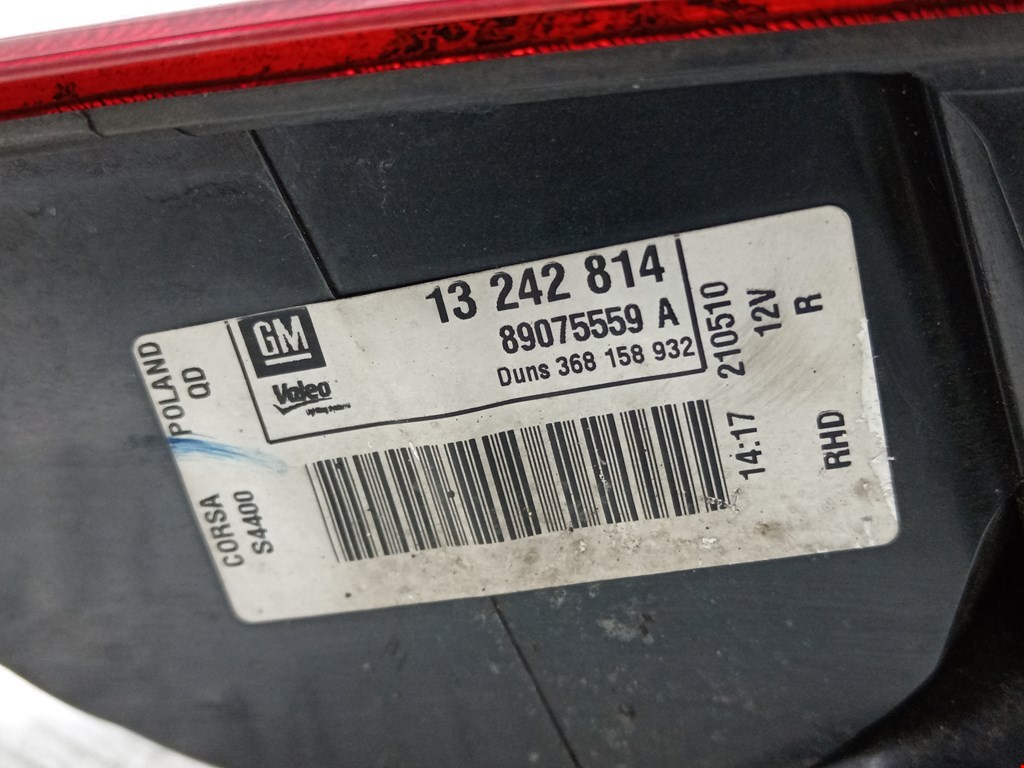 GM
Valeo
13 242 814
89075559 A
Duns 368 158 932
POLAND
QD
CORSA
S4400
210510
12V
R
14:17
RHD